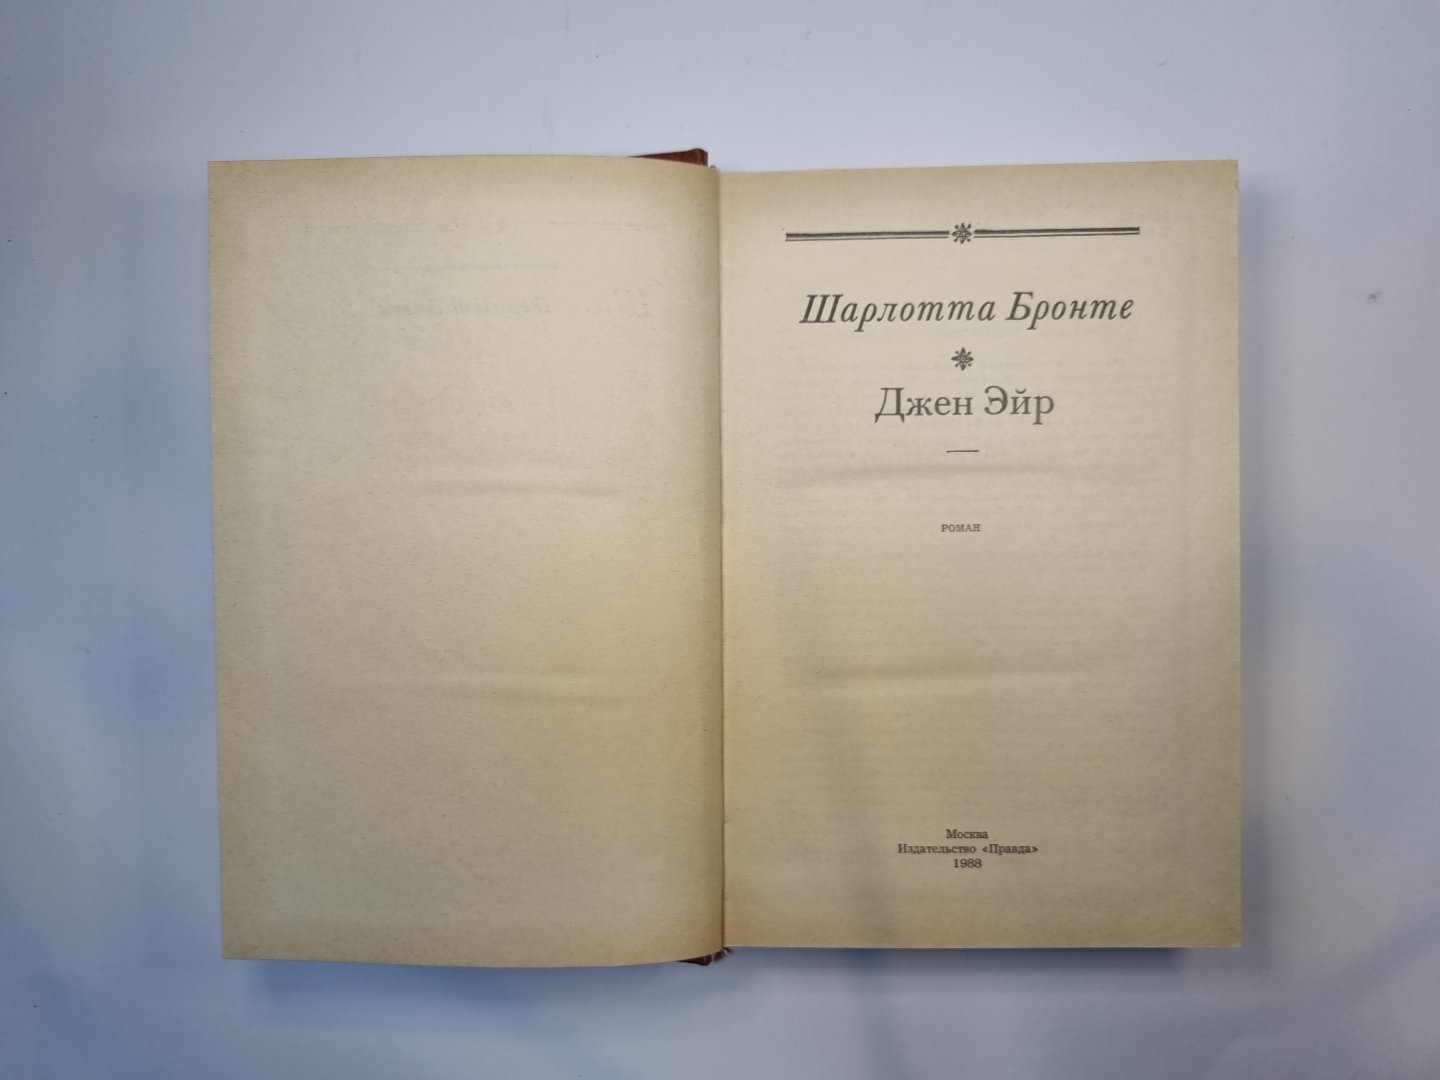 Шарлотта Бронте
Джен Эйр
РОМАН
Москва
Издательство «Правда»
1988